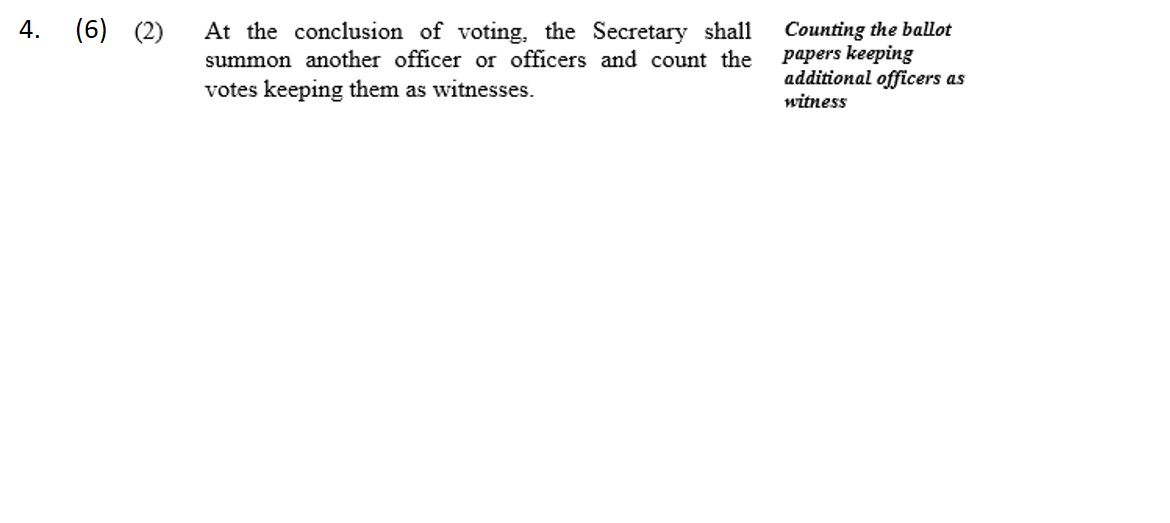 4. (6) (2) At the conclusion of voting, the Secretary shall
summon another officer or officers and count the
votes keeping them as witnesses.
Counting the ballot
papers keeping
additional officers as
witness